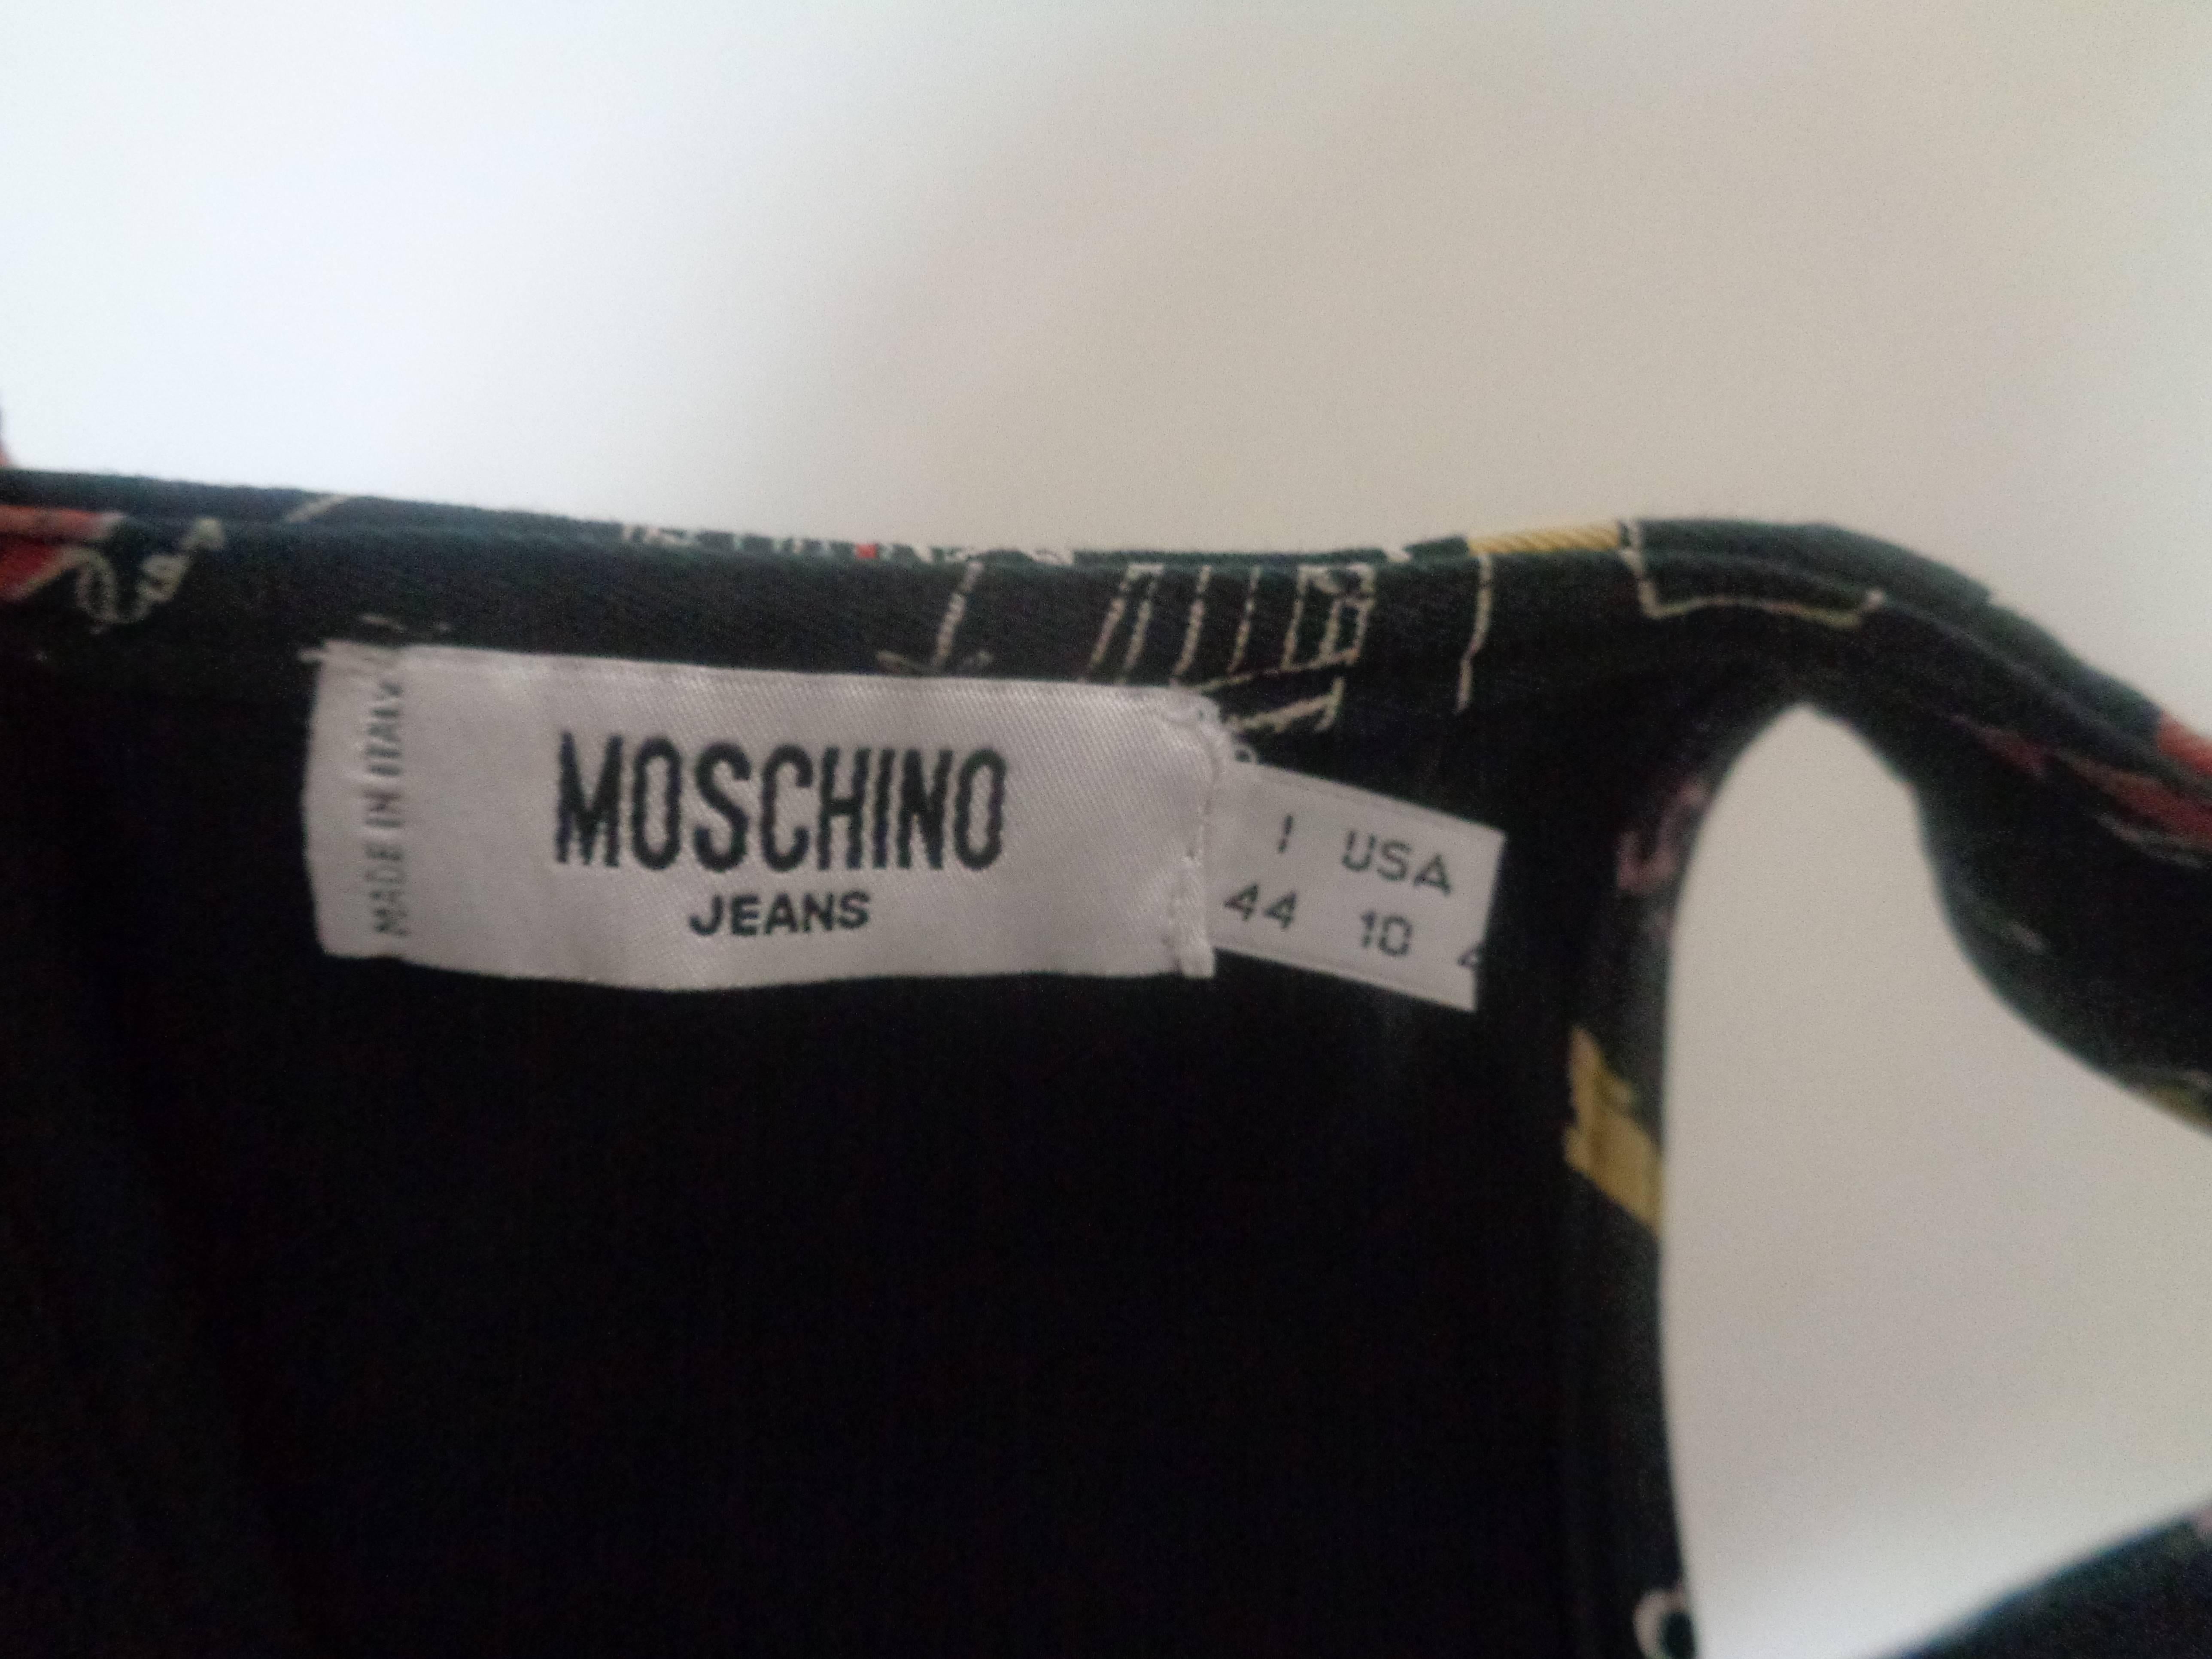 MADE IN ITALY
MOSCHINO
JEANS
I USA
44 10